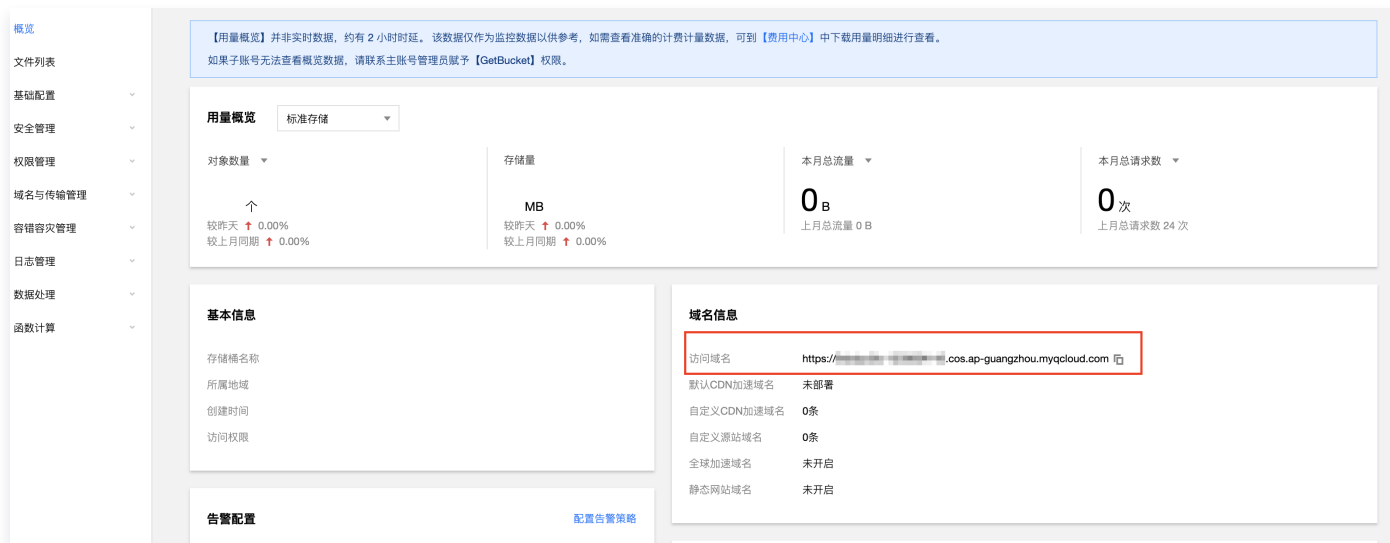 概览
文件列表
基础配置
安全管理
权限管理
域名与传输管理
容错容灾管理
日志管理
数据处理
函数计算
【用量概览】并非实时数据，约有 2 小时时延。 该数据仅作为监控数据以供参考，如需查看准确的计费计量数据，可到【费用中心】中下载用量明细进行查看。
如果子账号无法查看概览数据，请联系主账号管理员赋予【GetBucket】权限。
用量概览 标准存储
对象数量
个
较昨天 0.00%
较上月同期 0.00%
存储量
MB
较昨天 0.00%
较上月同期 0.00%
本月总流量
0 B
上月总流量 0 B
本月总请求数
0 次
上月总请求数 24 次
基本信息
存储桶名称
所属地域
创建时间
访问权限
告警配置 配置告警策略
域名信息
访问域名 https:// .cos.ap-guangzhou.myqcloud.com
默认CDN加速域名 未部署
自定义CDN加速域名 0条
自定义源站域名 0条
全球加速域名 未开启
静态网站域名 未开启